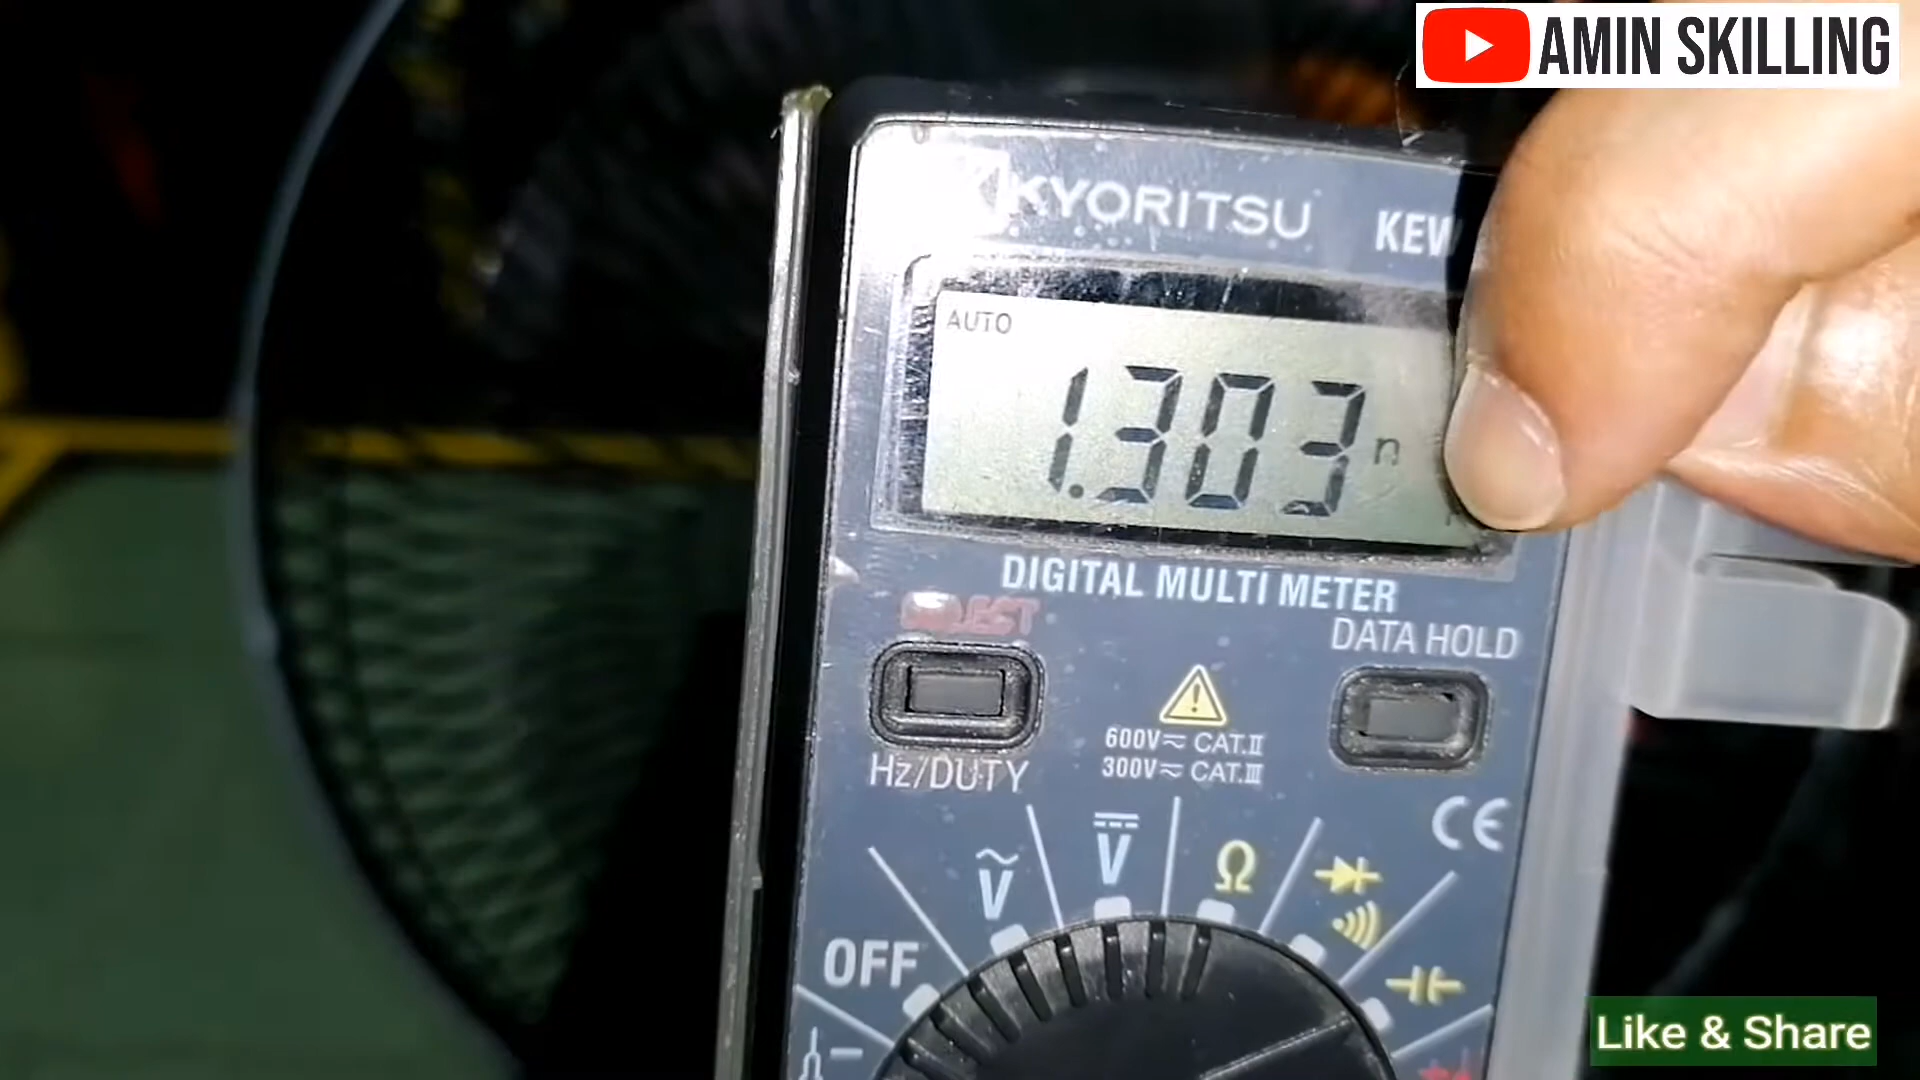 AMIN SKILLING
KYORITSU KEW
AUTO
1.303 n
DIGITAL MULTI METER
SELECT
DATA HOLD
600V CAT.II
300V CAT.III
Hz/DUTY
CE
V
V
Ω
OFF
Like & Share